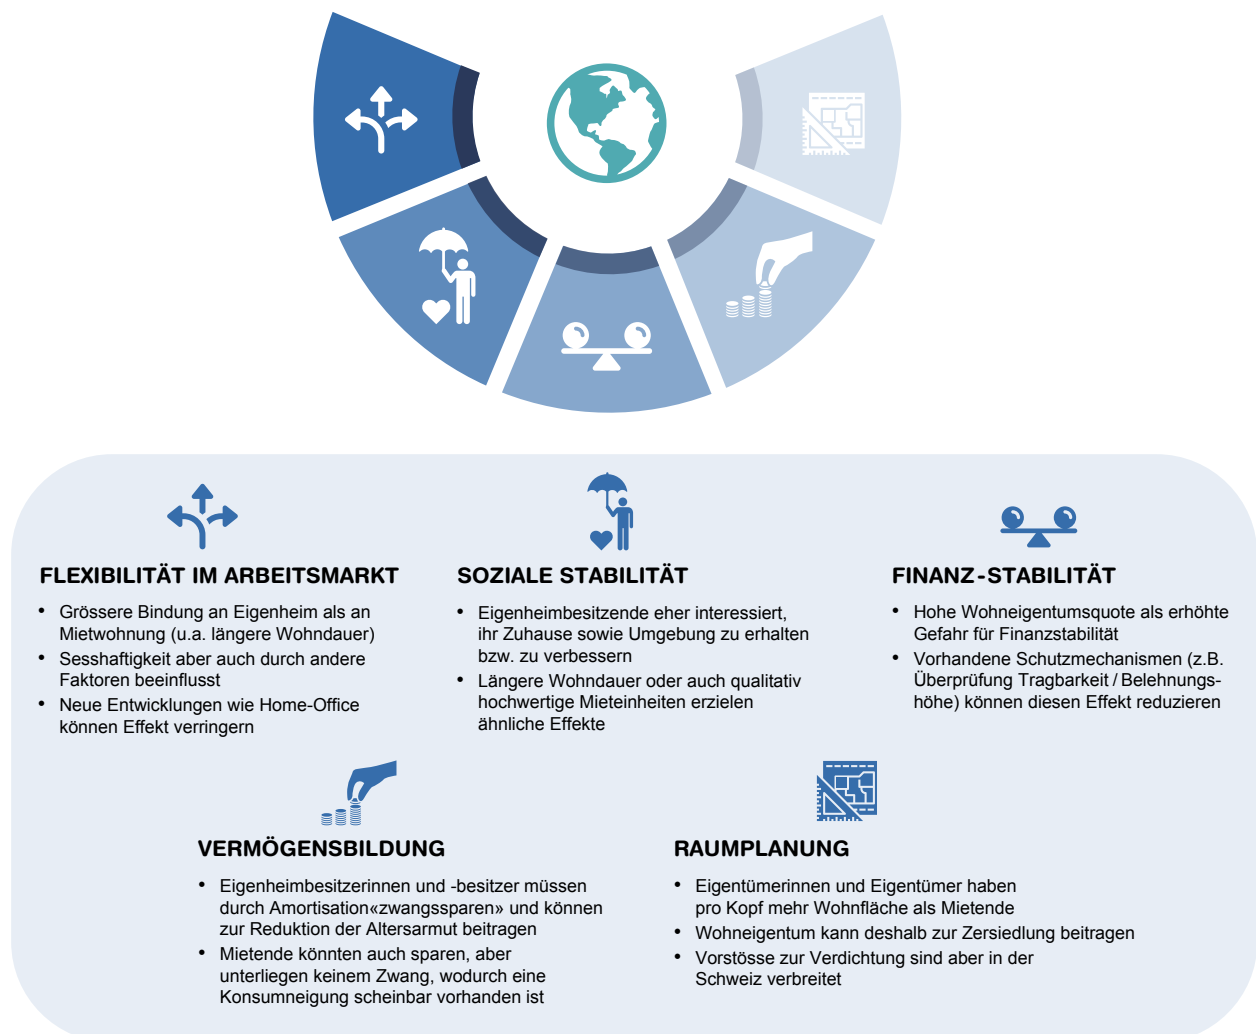 FLEXIBILITÄT IM ARBEITSMARKT
• Grössere Bindung an Eigenheim als an
Mietwohnung (u.a. längere Wohndauer)
• Sesshaftigkeit aber auch durch andere
Faktoren beeinflusst
• Neue Entwicklungen wie Home-Office
können Effekt verringern
SOZIALE STABILITÄT
• Eigenheimbesitzende eher interessiert,
ihr Zuhause sowie Umgebung zu erhalten
bzw. zu verbessern
• Längere Wohndauer oder auch qualitativ
hochwertige Mieteinheiten erzielen
ähnliche Effekte
FINANZ-STABILITÄT
• Hohe Wohneigentumsquote als erhöhte
Gefahr für Finanzstabilität
• Vorhandene Schutzmechanismen (z.B.
Überprüfung Tragbarkeit / Belehnungs-
höhe) können diesen Effekt reduzieren
VERMÖGENSBILDUNG
• Eigenheimbesitzerinnen und -besitzer müssen
durch Amortisation«zwangssparen» und können
zur Reduktion der Altersarmut beitragen
• Mietende könnten auch sparen, aber
unterliegen keinem Zwang, wodurch eine
Konsumneigung scheinbar vorhanden ist
RAUMPLANUNG
• Eigentümerinnen und Eigentümer haben
pro Kopf mehr Wohnfläche als Mietende
• Wohneigentum kann deshalb zur Zersiedlung beitragen
• Vorstösse zur Verdichtung sind aber in der
Schweiz verbreitet